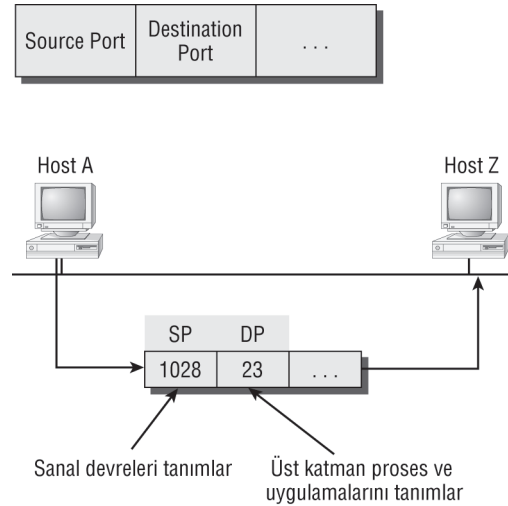 Source Port
Destination
Port
. . .
Host A
Host Z
SP
DP
1028
23
. . .
Sanal devreleri tanımlar
Üst katman proses ve
uygulamalarını tanımlar